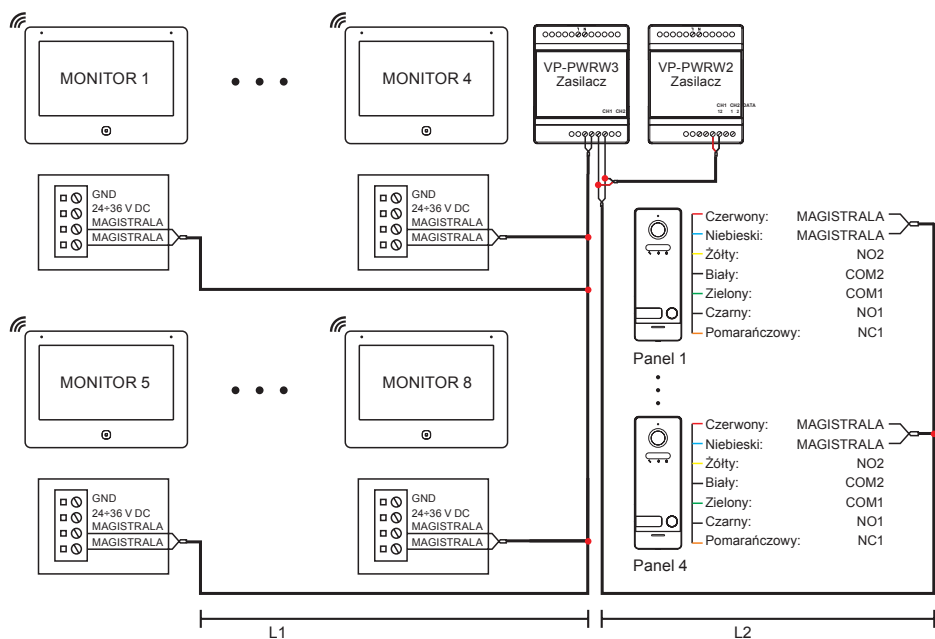 MONITOR 1
MONITOR 4
VP-PWRW3
Zasilacz
CH1 CH2
VP-PWRW2
Zasilacz
CH1 CH2 DATA
GND
24÷36 V DC
MAGISTRALA
MAGISTRALA
GND
24÷36 V DC
MAGISTRALA
MAGISTRALA
Czerwony: MAGISTRALA
Niebieski: MAGISTRALA
Żółty: NO2
Biały: COM2
Zielony: COM1
Czarny: NO1
Pomarańczowy: NC1
Panel 1
MONITOR 5
MONITOR 8
GND
24÷36 V DC
MAGISTRALA
MAGISTRALA
GND
24÷36 V DC
MAGISTRALA
MAGISTRALA
Czerwony: MAGISTRALA
Niebieski: MAGISTRALA
Żółty: NO2
Biały: COM2
Zielony: COM1
Czarny: NO1
Pomarańczowy: NC1
Panel 4
L1
L2